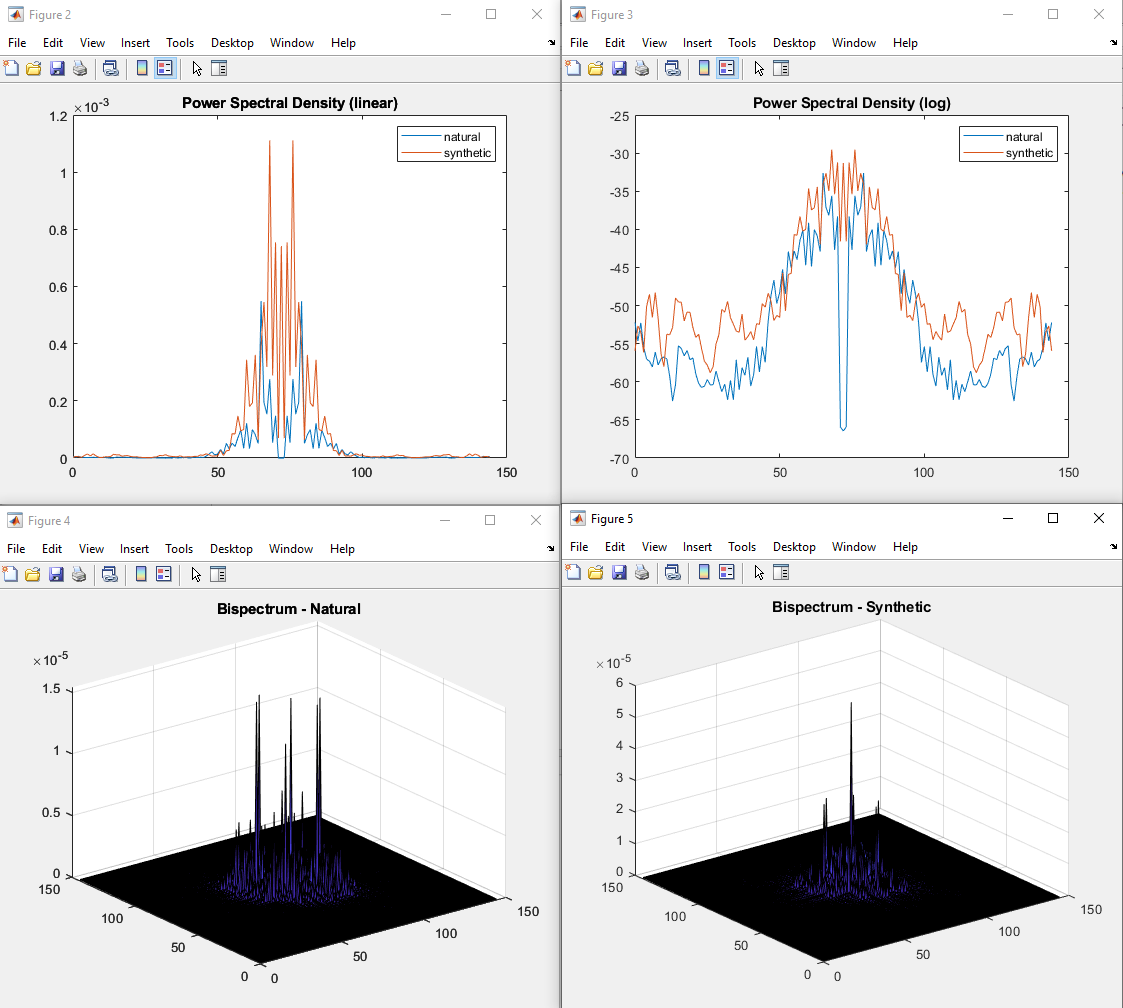 Figure 2
File Edit View Insert Tools Desktop Window Help
Power Spectral Density (linear)
×10-3
1.2
1
0.8
0.6
0.4
0.2
0
0 50 100 150
natural
synthetic
Figure 3
File Edit View Insert Tools Desktop Window Help
Power Spectral Density (log)
-25
-30
-35
-40
-45
-50
-55
-60
-65
-70
0 50 100 150
natural
synthetic
Figure 4
File Edit View Insert Tools Desktop Window Help
Bispectrum - Natural
×10-5
1.5
1
0.5
0
150
100
50
0
0
50
100
150
Figure 5
File Edit View Insert Tools Desktop Window Help
Bispectrum - Synthetic
×10-5
6
5
4
3
2
1
0
150
100
50
0
0
50
100
150